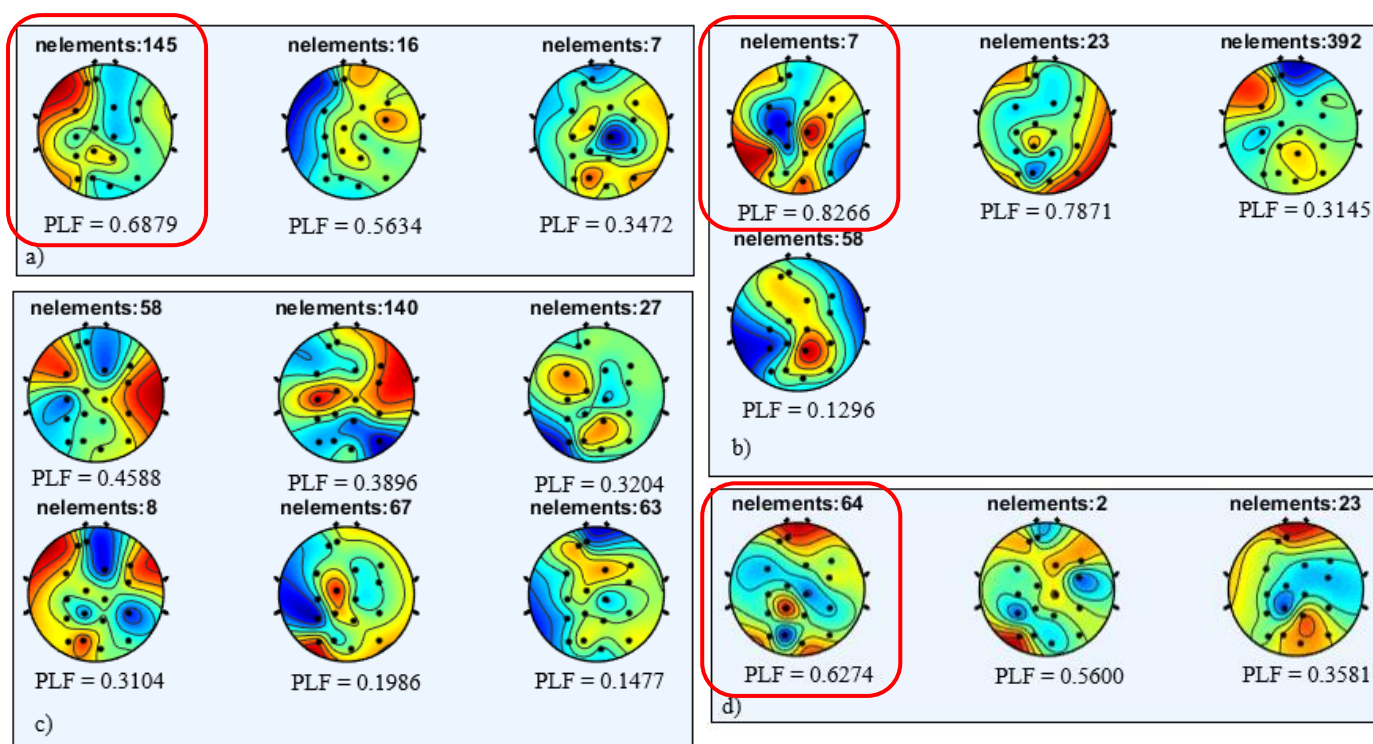 nelements:145 nelements:16 nelements:7
PLF = 0.6879 PLF = 0.5634 PLF = 0.3472
a)
nelements:7 nelements:23 nelements:392
PLF = 0.8266 PLF = 0.7871 PLF = 0.3145
nelements:58
PLF = 0.1296
b)
nelements:58 nelements:140 nelements:27
PLF = 0.4588 PLF = 0.3896 PLF = 0.3204
nelements:8 nelements:67 nelements:63
PLF = 0.3104 PLF = 0.1986 PLF = 0.1477
c)
nelements:64 nelements:2 nelements:23
PLF = 0.6274 PLF = 0.5600 PLF = 0.3581
d)